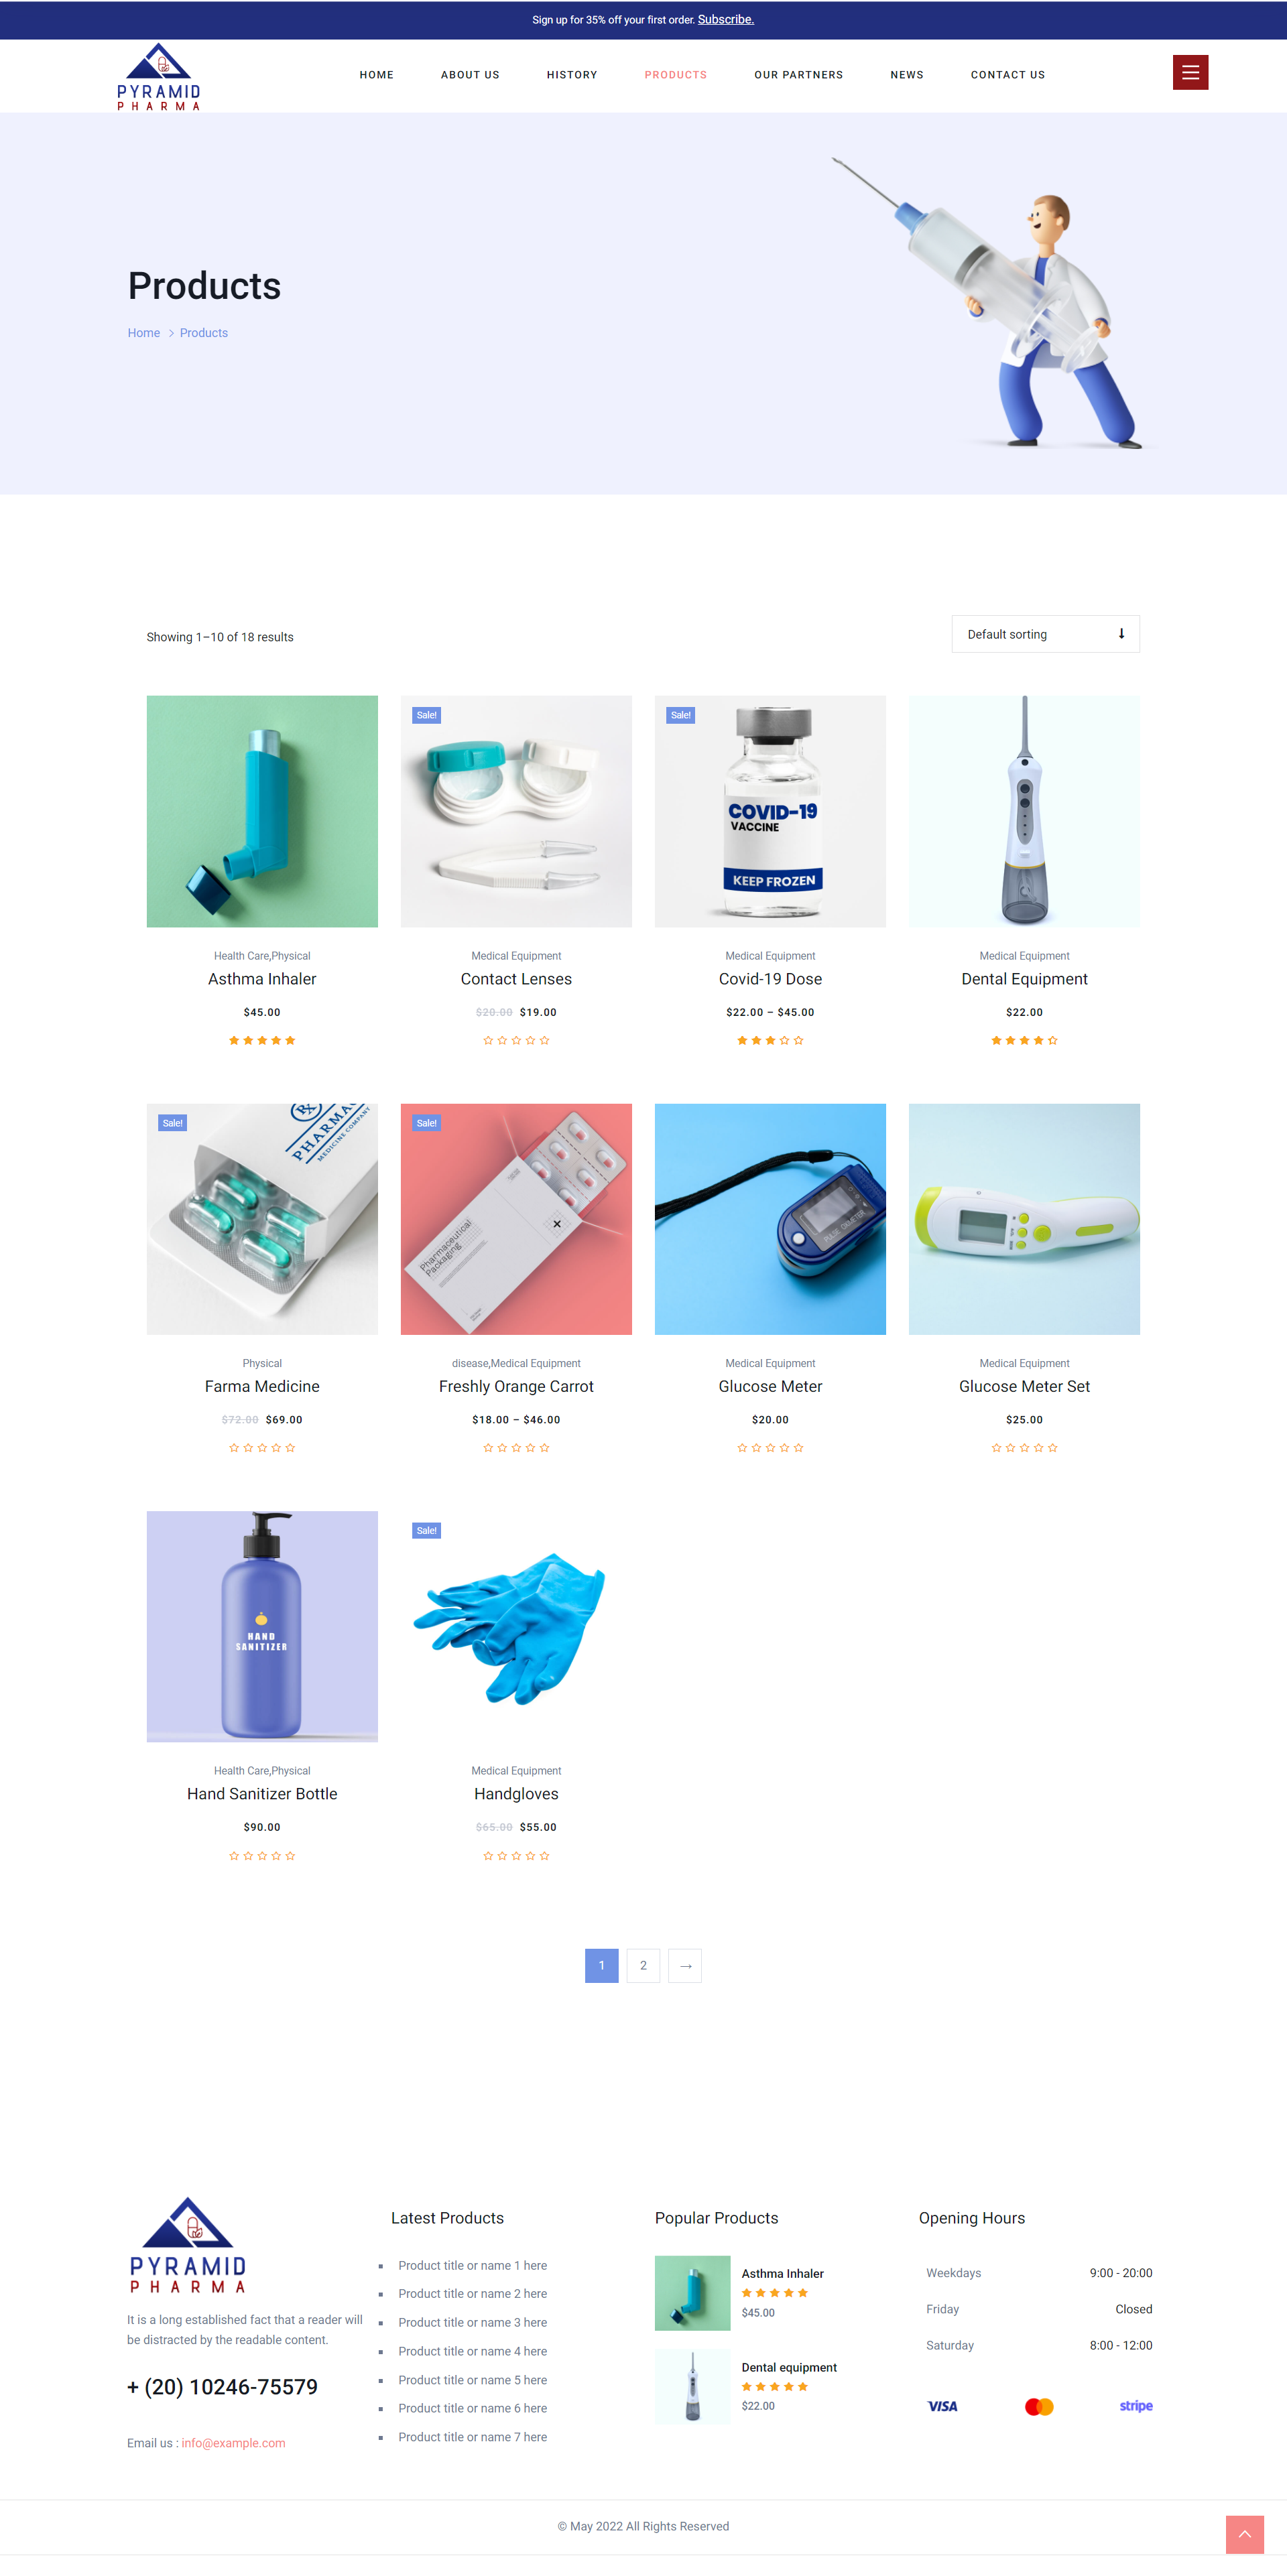 Sign up for 35% off your first order. Subscribe.
PYRAMID
PHARMA
HOME
ABOUT US
HISTORY
PRODUCTS
OUR PARTNERS
NEWS
CONTACT US
Products
Home > Products
Showing 1–10 of 18 results
Default sorting
Sale!
Sale!
COVID-19
VACCINE
KEEP FROZEN
Health Care,Physical
Asthma Inhaler
$45.00
Medical Equipment
Contact Lenses
$20.00 $19.00
Medical Equipment
Covid-19 Dose
$22.00 – $45.00
Medical Equipment
Dental Equipment
$22.00
Sale!
PHARMAC
MEDICINE COMPANY
Sale!
Pharmaceutical
Packaging
PULSE OXIMETER
Physical
Farma Medicine
$72.00 $69.00
disease,Medical Equipment
Freshly Orange Carrot
$18.00 – $46.00
Medical Equipment
Glucose Meter
$20.00
Medical Equipment
Glucose Meter Set
$25.00
HAND
SANITIZER
Sale!
Health Care,Physical
Hand Sanitizer Bottle
$90.00
Medical Equipment
Handgloves
$65.00 $55.00
1 2 →
PYRAMID
PHARMA
It is a long established fact that a reader will
be distracted by the readable content.
+ (20) 10246-75579
Email us : info@example.com
Latest Products
Product title or name 1 here
Product title or name 2 here
Product title or name 3 here
Product title or name 4 here
Product title or name 5 here
Product title or name 6 here
Product title or name 7 here
Popular Products
Asthma Inhaler
$45.00
Dental equipment
$22.00
Opening Hours
Weekdays 9:00 - 20:00
Friday Closed
Saturday 8:00 - 12:00
VISA
stripe
© May 2022 All Rights Reserved